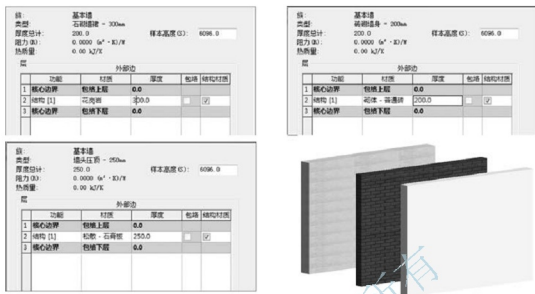 族: 基本墙
类型: 石砌墙裙 - 300mm
厚度总计: 200.0 样本高度(S): 6096.0
阻力(R): 0.0000 (m²·K)/W
热质量: 0.00 kJ/K
层
外部边
功能 材质 厚度 包络 结构材质
1 核心边界 包络上层 0.0
2 结构 [1] 花岗岩 300.0
3 核心边界 包络下层 0.0
族: 基本墙
类型: 砖砌墙身 - 200mm
厚度总计: 200.0 样本高度(S): 6096.0
阻力(R): 0.0000 (m²·K)/W
热质量: 0.00 kJ/K
层
外部边
功能 材质 厚度 包络 结构材质
1 核心边界 包络上层 0.0
2 结构 [1] 砌体 - 普通砖 200.0
3 核心边界 包络下层 0.0
族: 基本墙
类型: 墙头压顶 - 250mm
厚度总计: 250.0 样本高度(S): 6096.0
阻力(R): 0.0000 (m²·K)/W
热质量: 0.00 kJ/K
层
外部边
功能 材质 厚度 包络 结构材质
1 核心边界 包络上层 0.0
2 结构 [1] 松散 - 石膏板 250.0
3 核心边界 包络下层 0.0